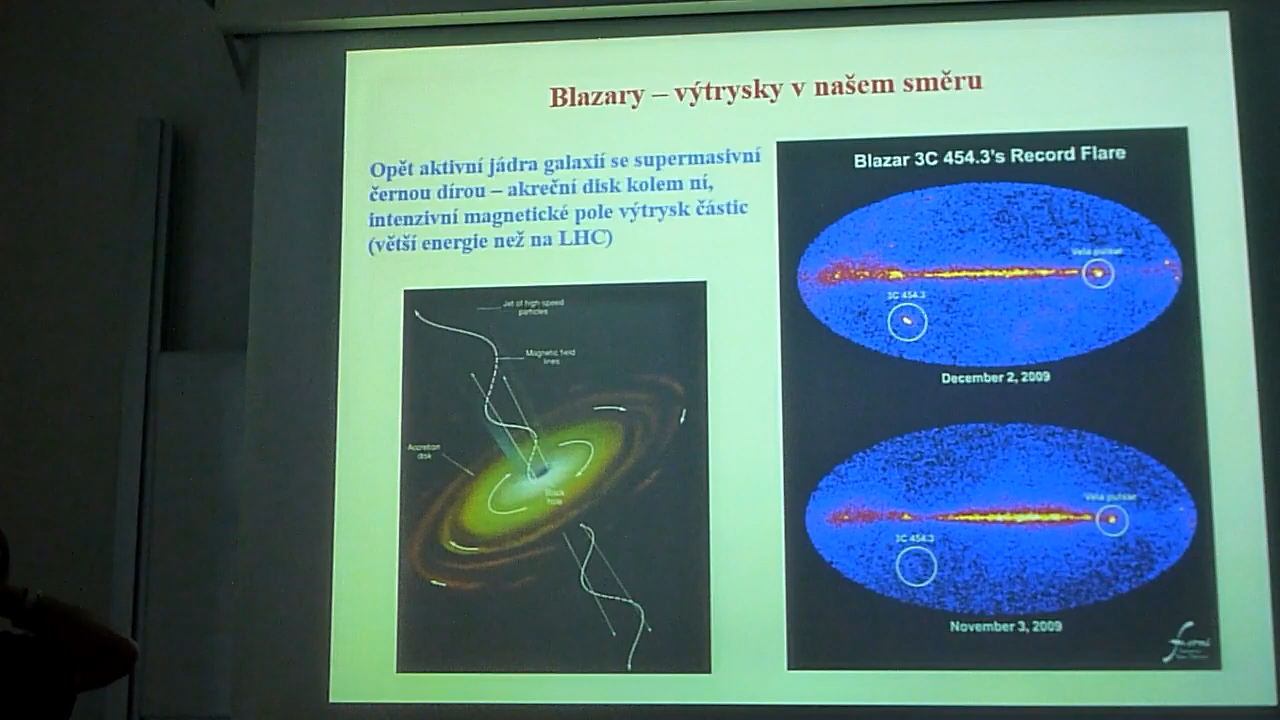 Blazary – výtrysky v našem směru
Opět aktivní jádra galaxií se supermasivní
černou dírou – akreční disk kolem ní,
intenzivní magnetické pole výtrysk částic
(větší energie než na LHC)
Jet of high-speed
particles
Magnetic field
lines
Accretion
disk
Black
hole
Blazar 3C 454.3's Record Flare
Vela pulsar
3C 454.3
December 2, 2009
Vela pulsar
3C 454.3
November 3, 2009